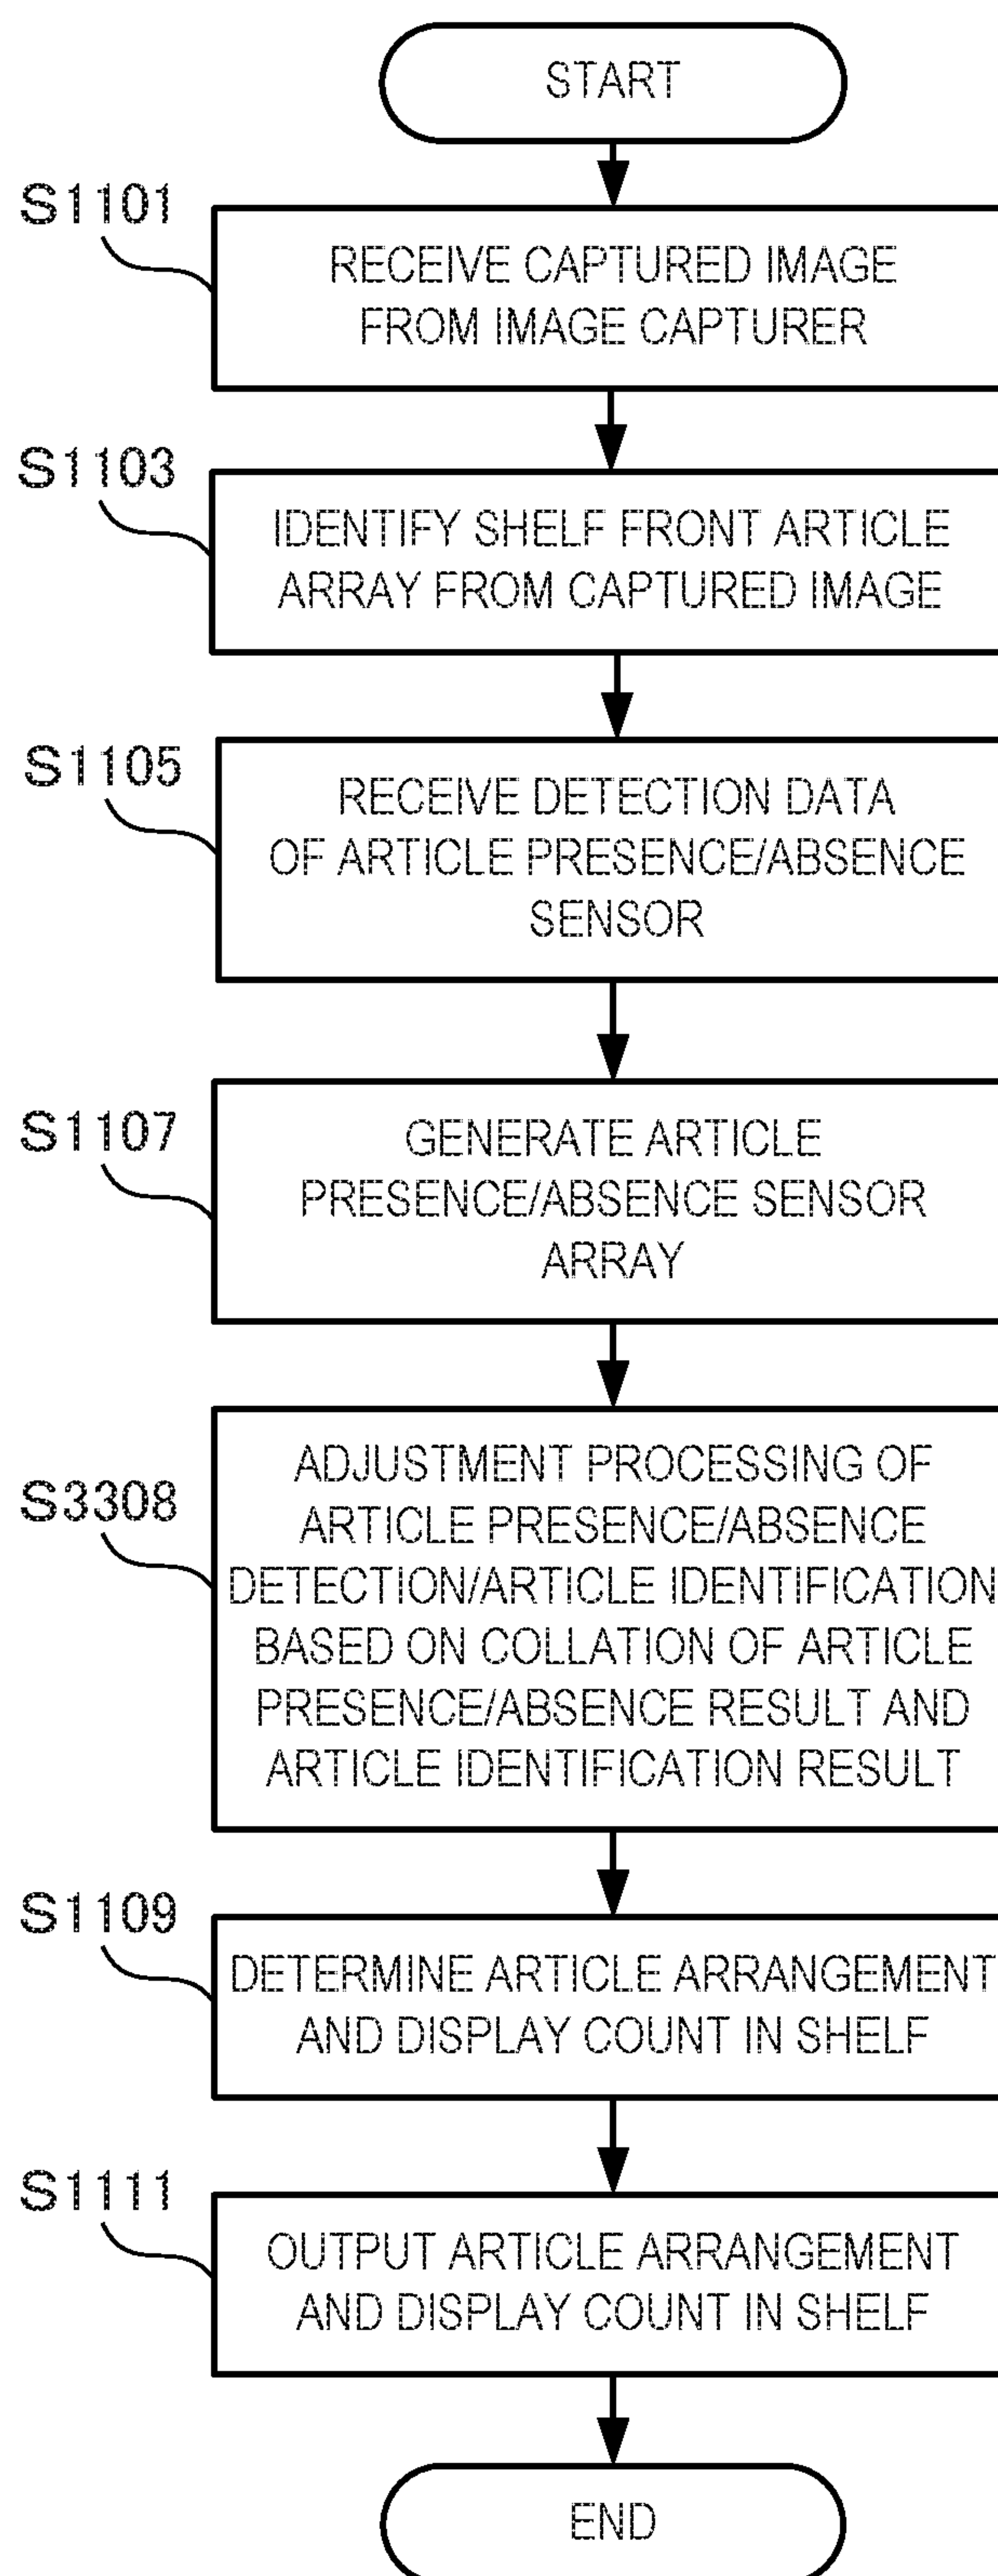 START
S1101
RECEIVE CAPTURED IMAGE
FROM IMAGE CAPTURER
S1103
IDENTIFY SHELF FRONT ARTICLE
ARRAY FROM CAPTURED IMAGE
S1105
RECEIVE DETECTION DATA
OF ARTICLE PRESENCE/ABSENCE
SENSOR
S1107
GENERATE ARTICLE
PRESENCE/ABSENCE SENSOR
ARRAY
S3308
ADJUSTMENT PROCESSING OF
ARTICLE PRESENCE/ABSENCE
DETECTION/ARTICLE IDENTIFICATION
BASED ON COLLATION OF ARTICLE
PRESENCE/ABSENCE RESULT AND
ARTICLE IDENTIFICATION RESULT
S1109
DETERMINE ARTICLE ARRANGEMENT
AND DISPLAY COUNT IN SHELF
S1111
OUTPUT ARTICLE ARRANGEMENT
AND DISPLAY COUNT IN SHELF
END